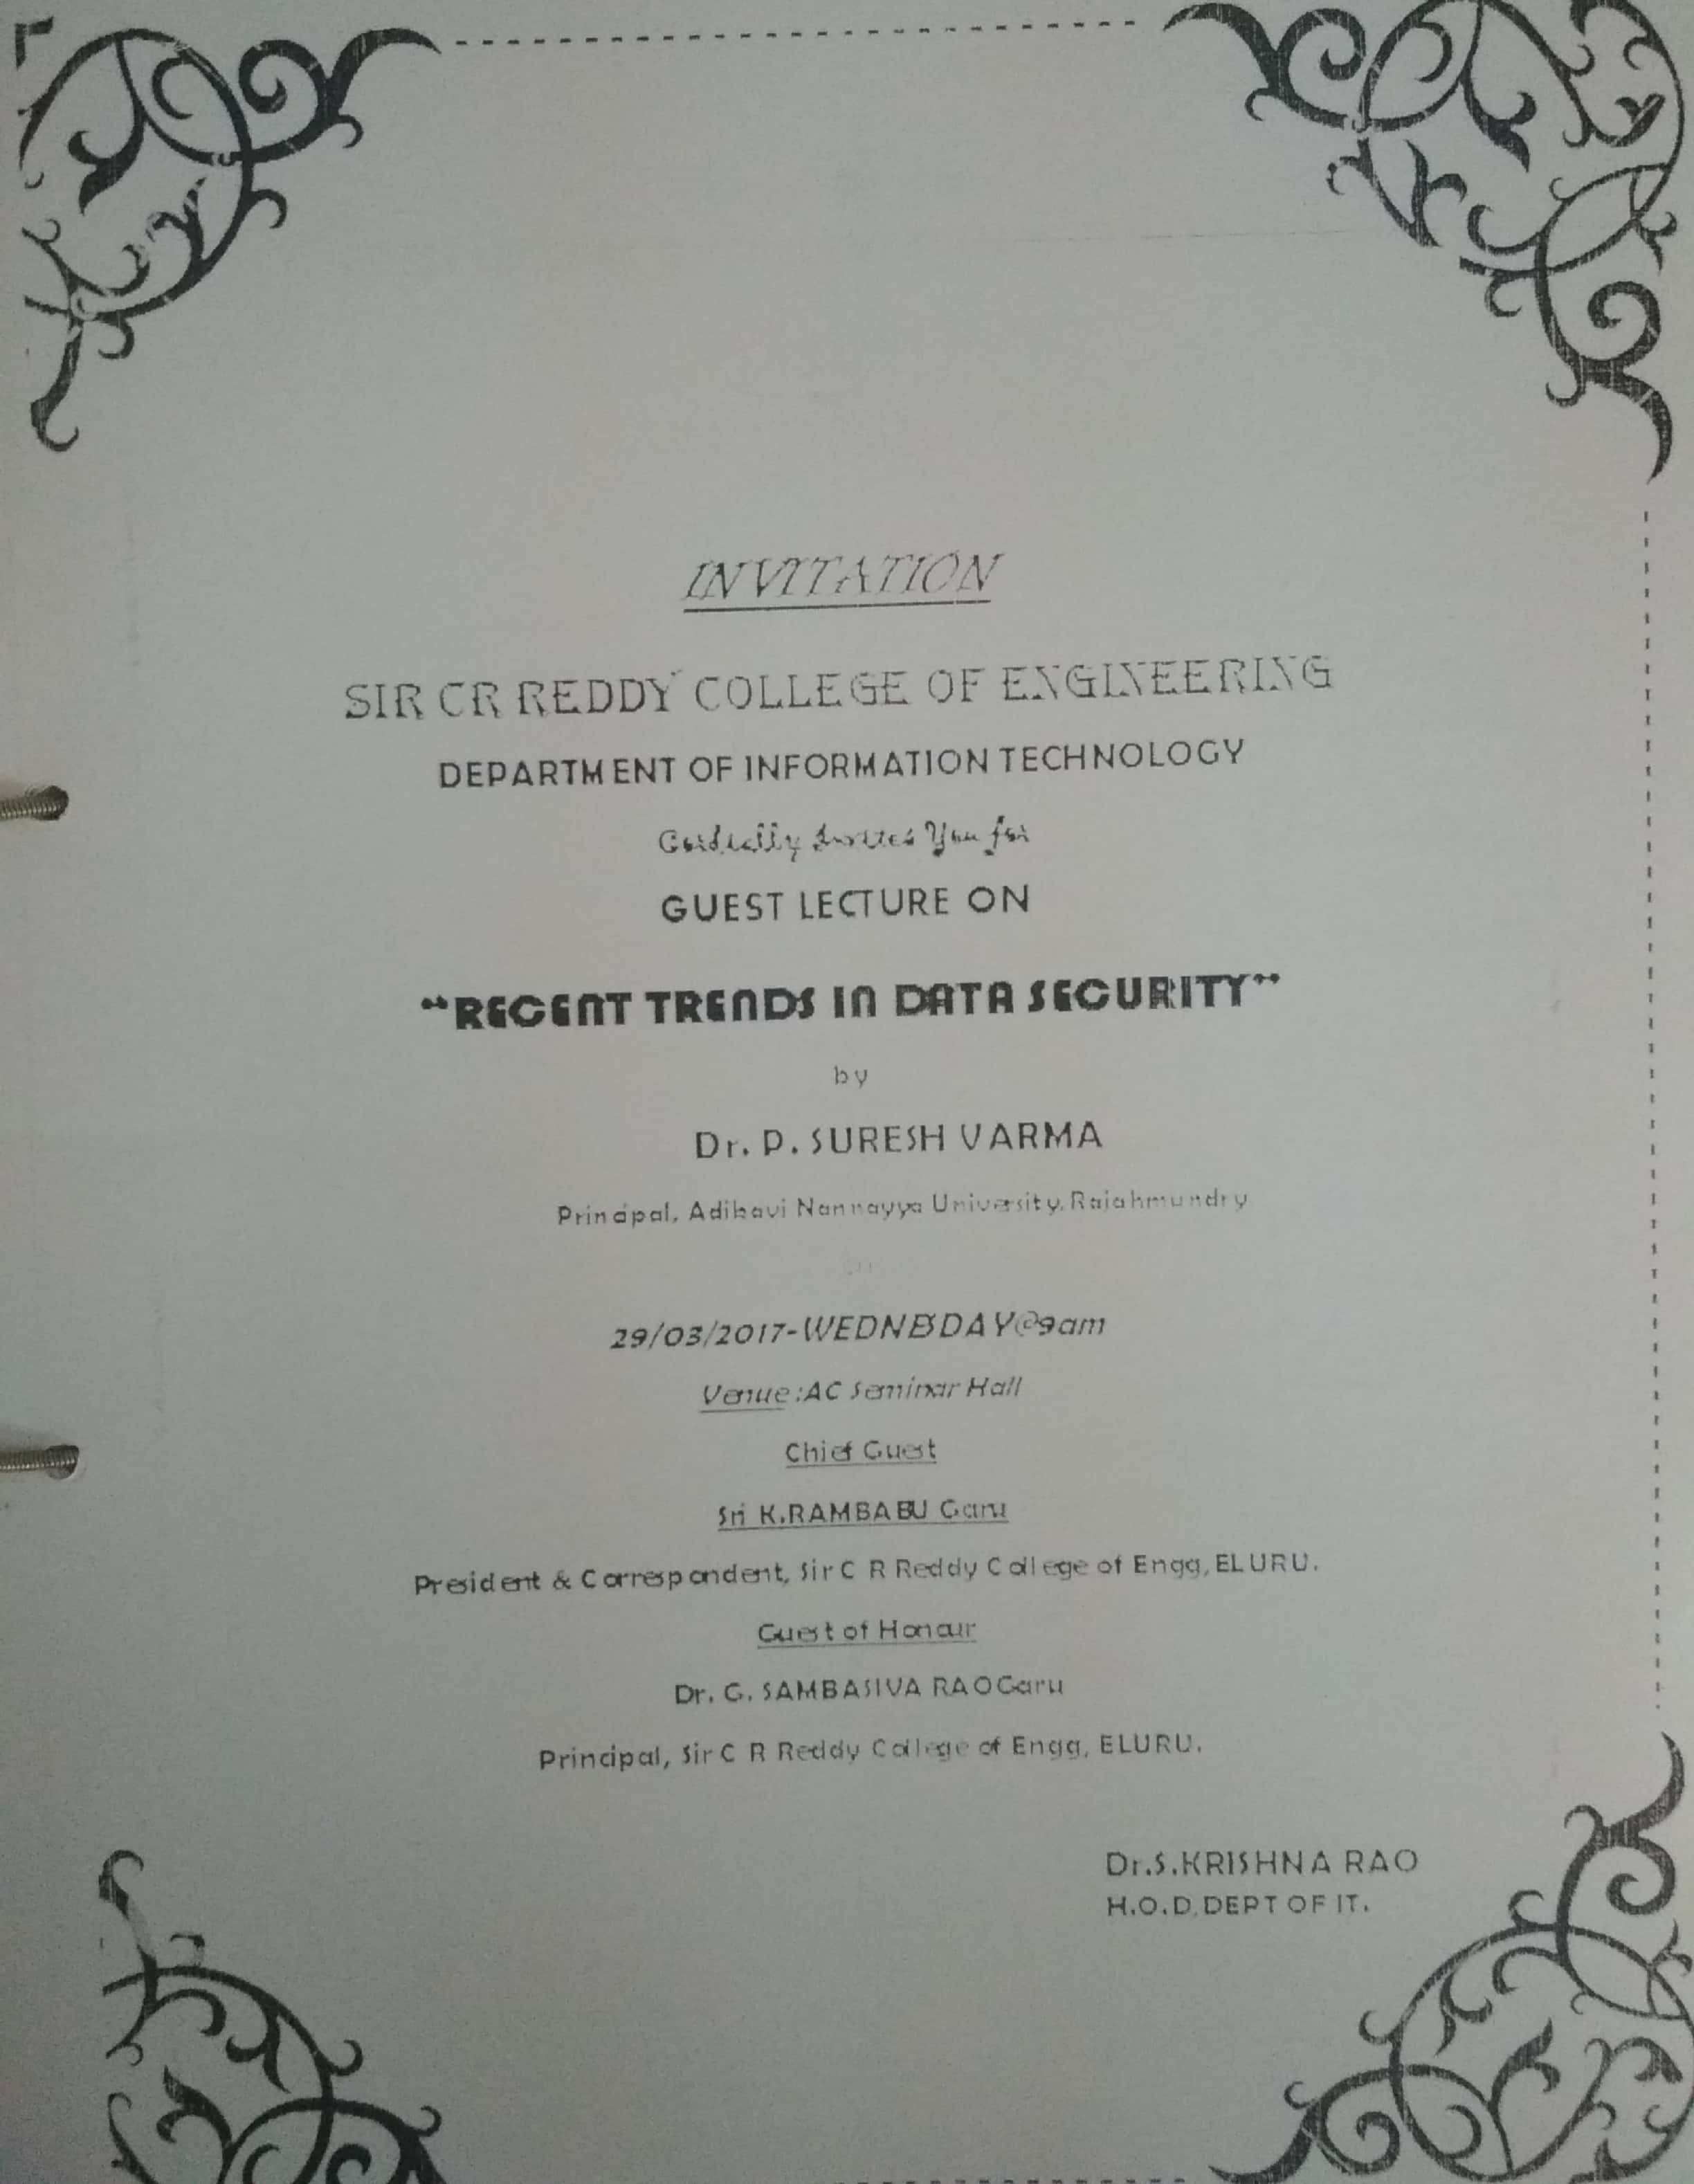 INVITATION
SIR CR REDDY COLLEGE OF ENGINEERING
DEPARTMENT OF INFORMATION TECHNOLOGY
Cordially Invites You for
GUEST LECTURE ON
"RECENT TRENDS IN DATA SECURITY"
by
Dr. P. SURESH VARMA
Principal, Adikavi Nannayya University, Rajahmundry
on
29/03/2017-WEDNESDAY@9am
Venue:AC Seminar Hall
Chief Guest
Sri K.RAMBABU Garu
President & Correspondent, Sir C R Reddy College of Engg, ELURU.
Guest of Honour
Dr. G. SAMBASIVA RAO Garu
Principal, Sir C R Reddy College of Engg, ELURU.
Dr.S.KRISHNA RAO
H.O.D,DEPT OF IT.